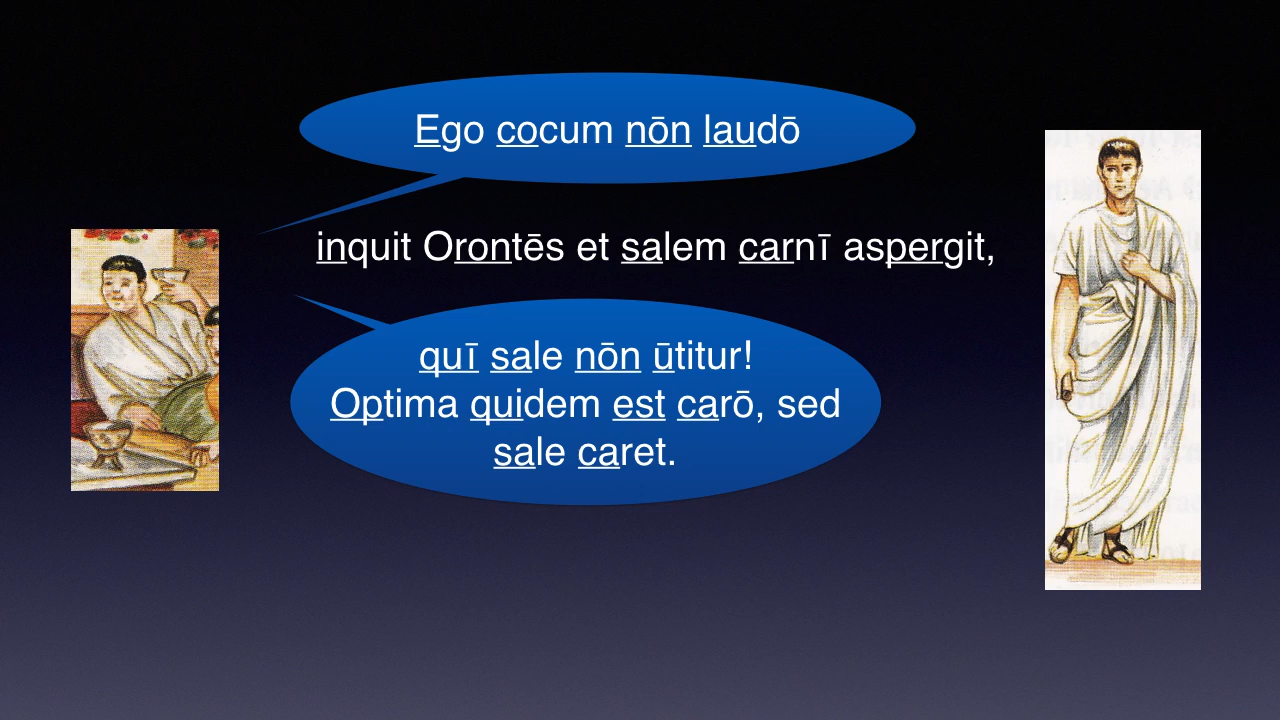 Ego cocum nōn laudō
inquit Orontēs et salem carnī aspergit,
quī sale nōn ūtitur!
Optima quidem est carō, sed
sale caret.